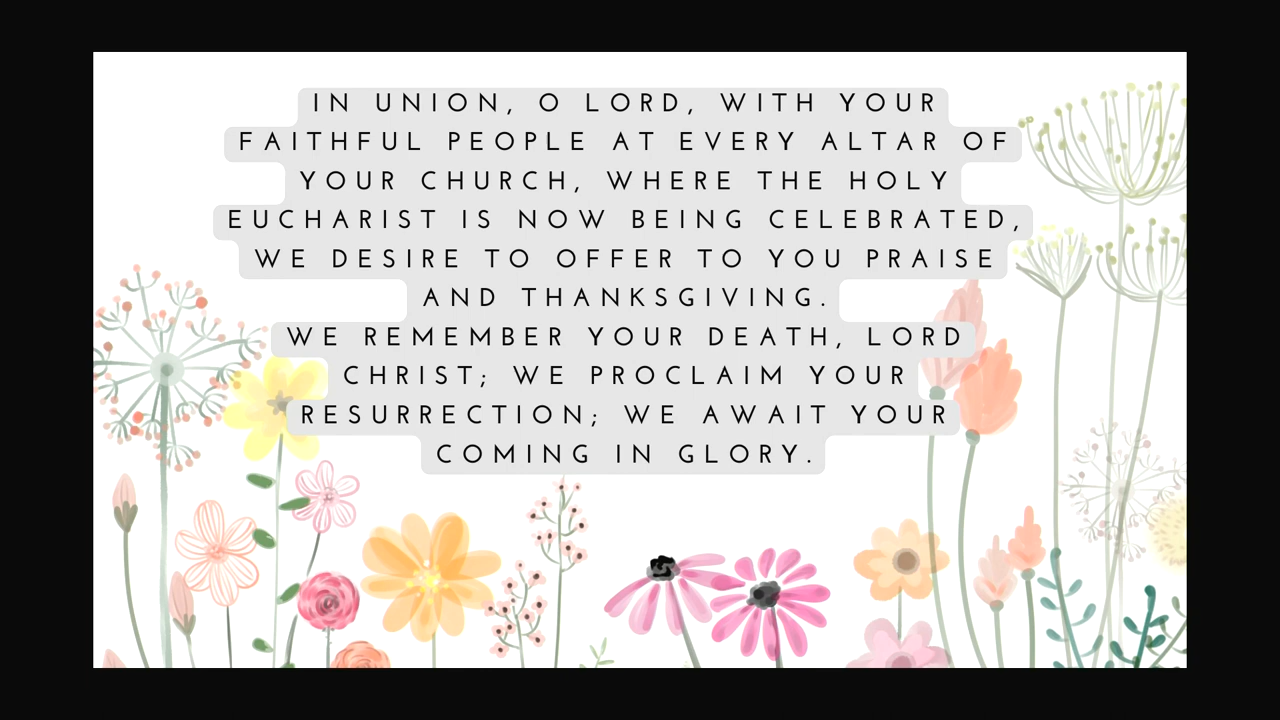 IN UNION, O LORD, WITH YOUR
FAITHFUL PEOPLE AT EVERY ALTAR OF
YOUR CHURCH, WHERE THE HOLY
EUCHARIST IS NOW BEING CELEBRATED,
WE DESIRE TO OFFER TO YOU PRAISE
AND THANKSGIVING.
WE REMEMBER YOUR DEATH, LORD
CHRIST; WE PROCLAIM YOUR
RESURRECTION; WE AWAIT YOUR
COMING IN GLORY.